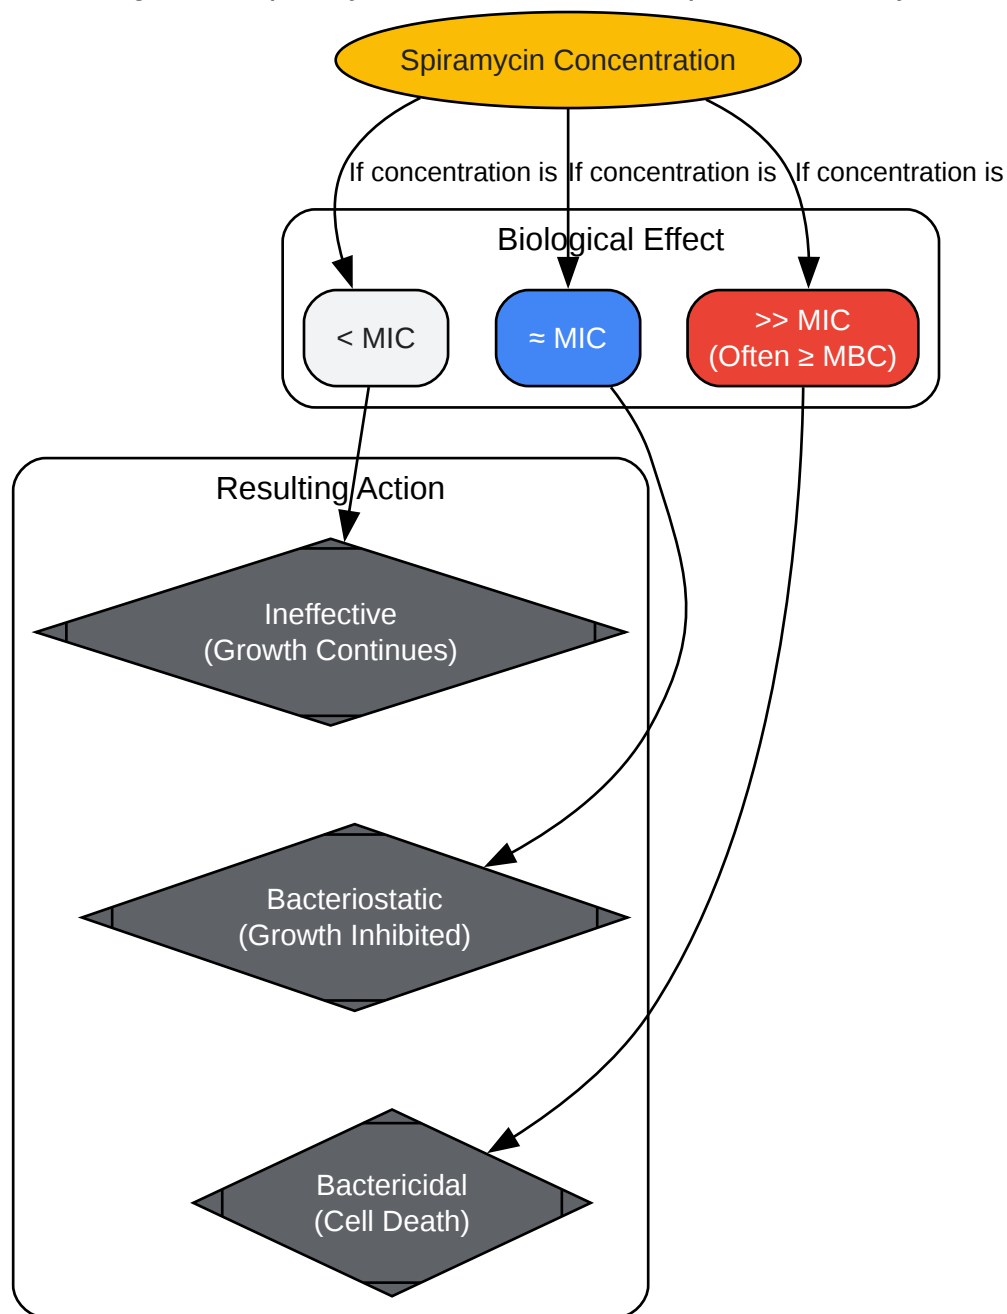 Spiramycin Concentration
If concentration is
If concentration is
If concentration is
Biological Effect
< MIC
≈ MIC
>> MIC
(Often ≥ MBC)
Resulting Action
Ineffective
(Growth Continues)
Bacteriostatic
(Growth Inhibited)
Bactericidal
(Cell Death)